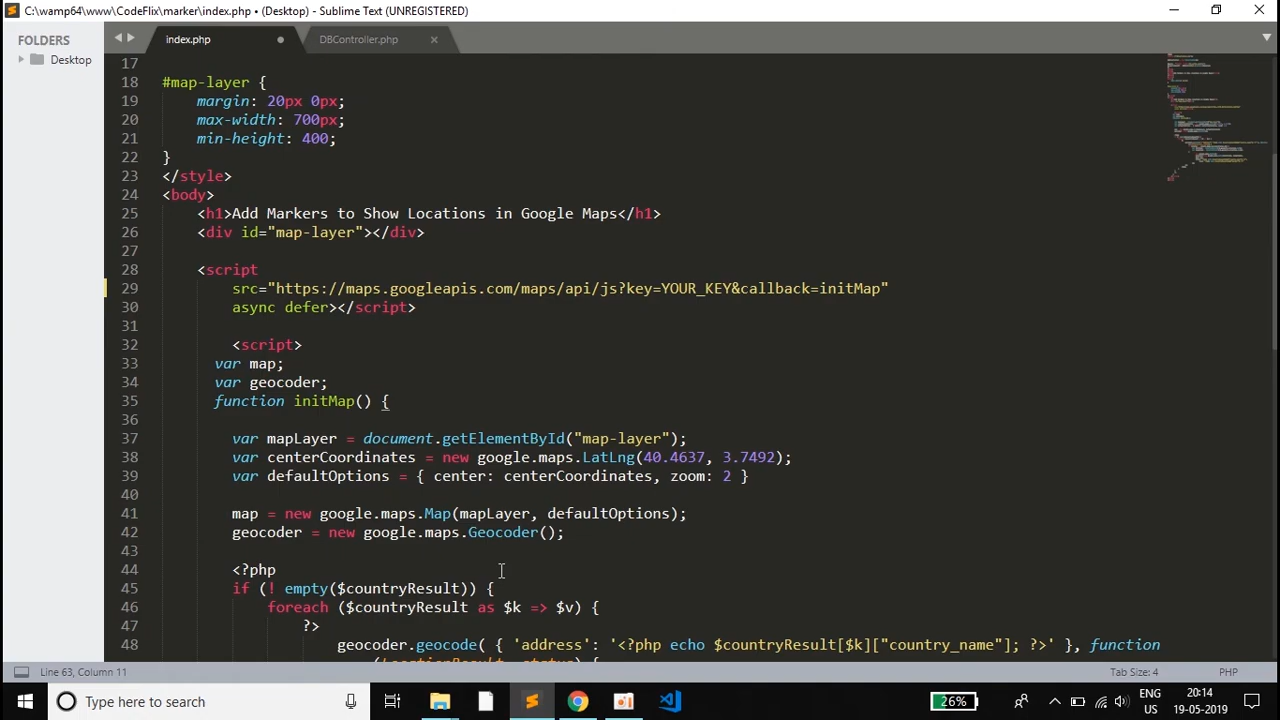 C:\wamp64\www\CodeFlix\marker\index.php • (Desktop) - Sublime Text (UNREGISTERED)
FOLDERS
Desktop
index.php
DBController.php
17
18 #map-layer {
19 margin: 20px 0px;
20 max-width: 700px;
21 min-height: 400;
22 }
23 </style>
24 <body>
25 <h1>Add Markers to Show Locations in Google Maps</h1>
26 <div id="map-layer"></div>
27
28 <script
29 src="https://maps.googleapis.com/maps/api/js?key=YOUR_KEY&callback=initMap"
30 async defer></script>
31
32 <script>
33 var map;
34 var geocoder;
35 function initMap() {
36
37 var mapLayer = document.getElementById("map-layer");
38 var centerCoordinates = new google.maps.LatLng(40.4637, 3.7492);
39 var defaultOptions = { center: centerCoordinates, zoom: 2 }
40
41 map = new google.maps.Map(mapLayer, defaultOptions);
42 geocoder = new google.maps.Geocoder();
43
44 <?php
45 if (! empty($countryResult)) {
46 foreach ($countryResult as $k => $v) {
47 ?>
48 geocoder.geocode( { 'address': '<?php echo $countryResult[$k]["country_name"]; ?>' }, function
Line 63, Column 11
Tab Size: 4
PHP
Type here to search
26%
ENG
US
20:14
19-05-2019